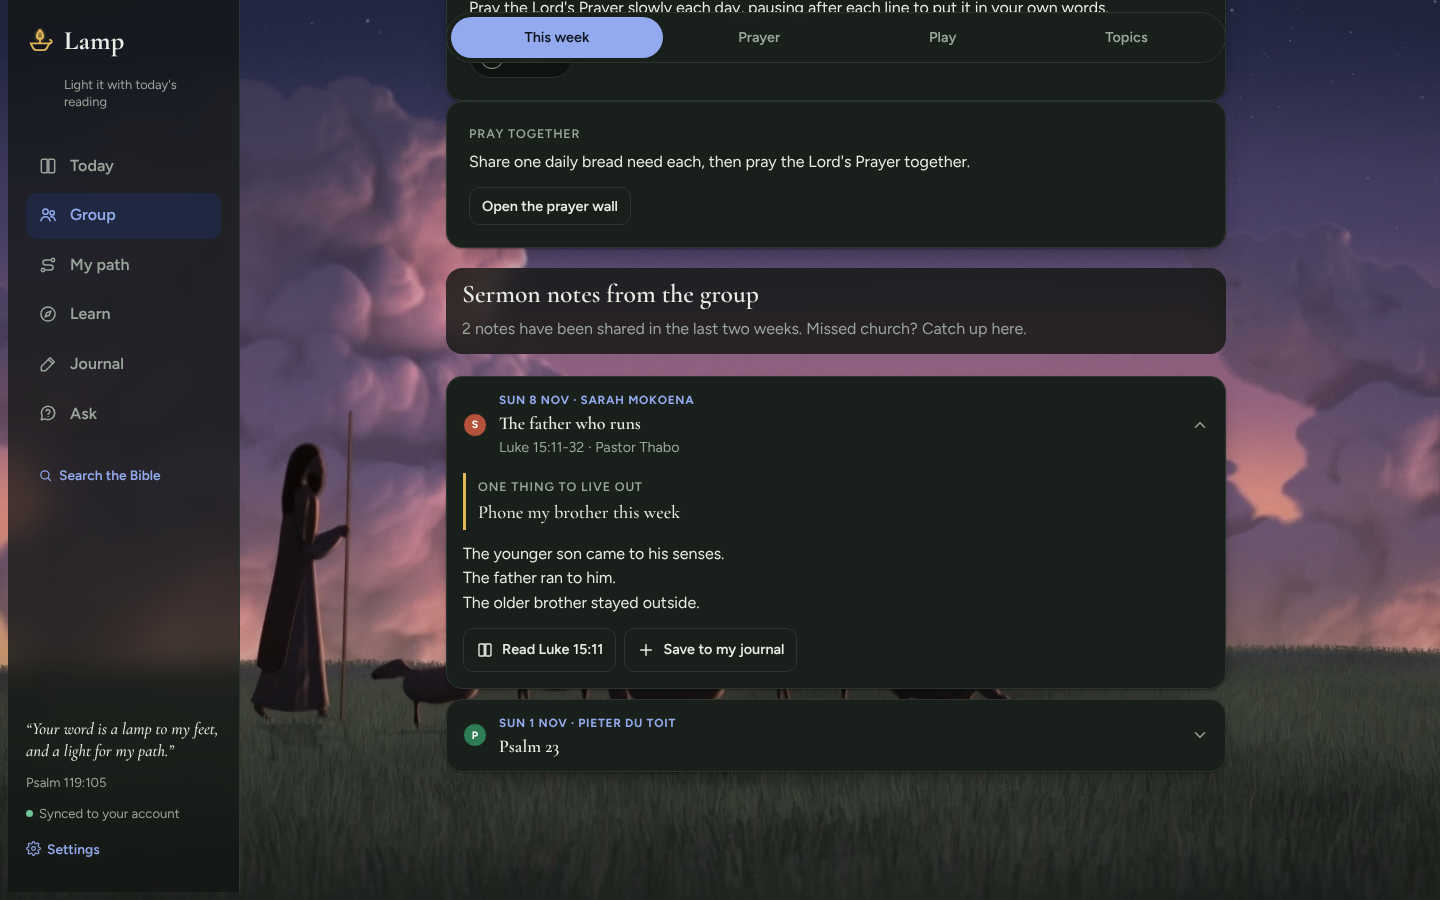 Lamp
Light it with today's
reading
Today
Group
My path
Learn
Journal
Ask
Search the Bible
“Your word is a lamp to my feet,
and a light for my path.”
Psalm 119:105
Synced to your account
Settings
Pray the Lord's Prayer slowly each day, pausing after each line to put it in your own words.
This week
Prayer
Play
Topics
PRAY TOGETHER
Share one daily bread need each, then pray the Lord's Prayer together.
Open the prayer wall
Sermon notes from the group
2 notes have been shared in the last two weeks. Missed church? Catch up here.
SUN 8 NOV · SARAH MOKOENA
S
The father who runs
Luke 15:11-32 · Pastor Thabo
ONE THING TO LIVE OUT
Phone my brother this week
The younger son came to his senses.
The father ran to him.
The older brother stayed outside.
Read Luke 15:11
Save to my journal
SUN 1 NOV · PIETER DU TOIT
P
Psalm 23